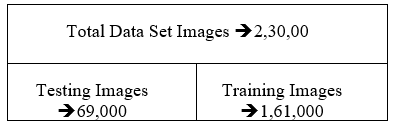 Total Data Set Images ➔2,30,00
Testing Images
➔69,000
Training Images
➔1,61,000